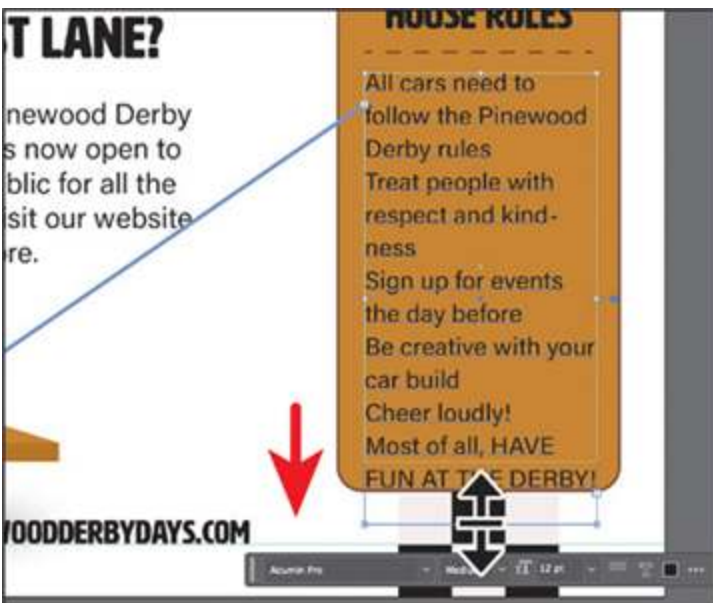 T LANE?
newood Derby
s now open to
blic for all the
isit our website
re.
OODDERBYDAYS.COM
HOUSE RULES
All cars need to
follow the Pinewood
Derby rules
Treat people with
respect and kind-
ness
Sign up for events
the day before
Be creative with your
car build
Cheer loudly!
Most of all, HAVE
FUN AT THE DERBY!
Acumin Pro 12 pt